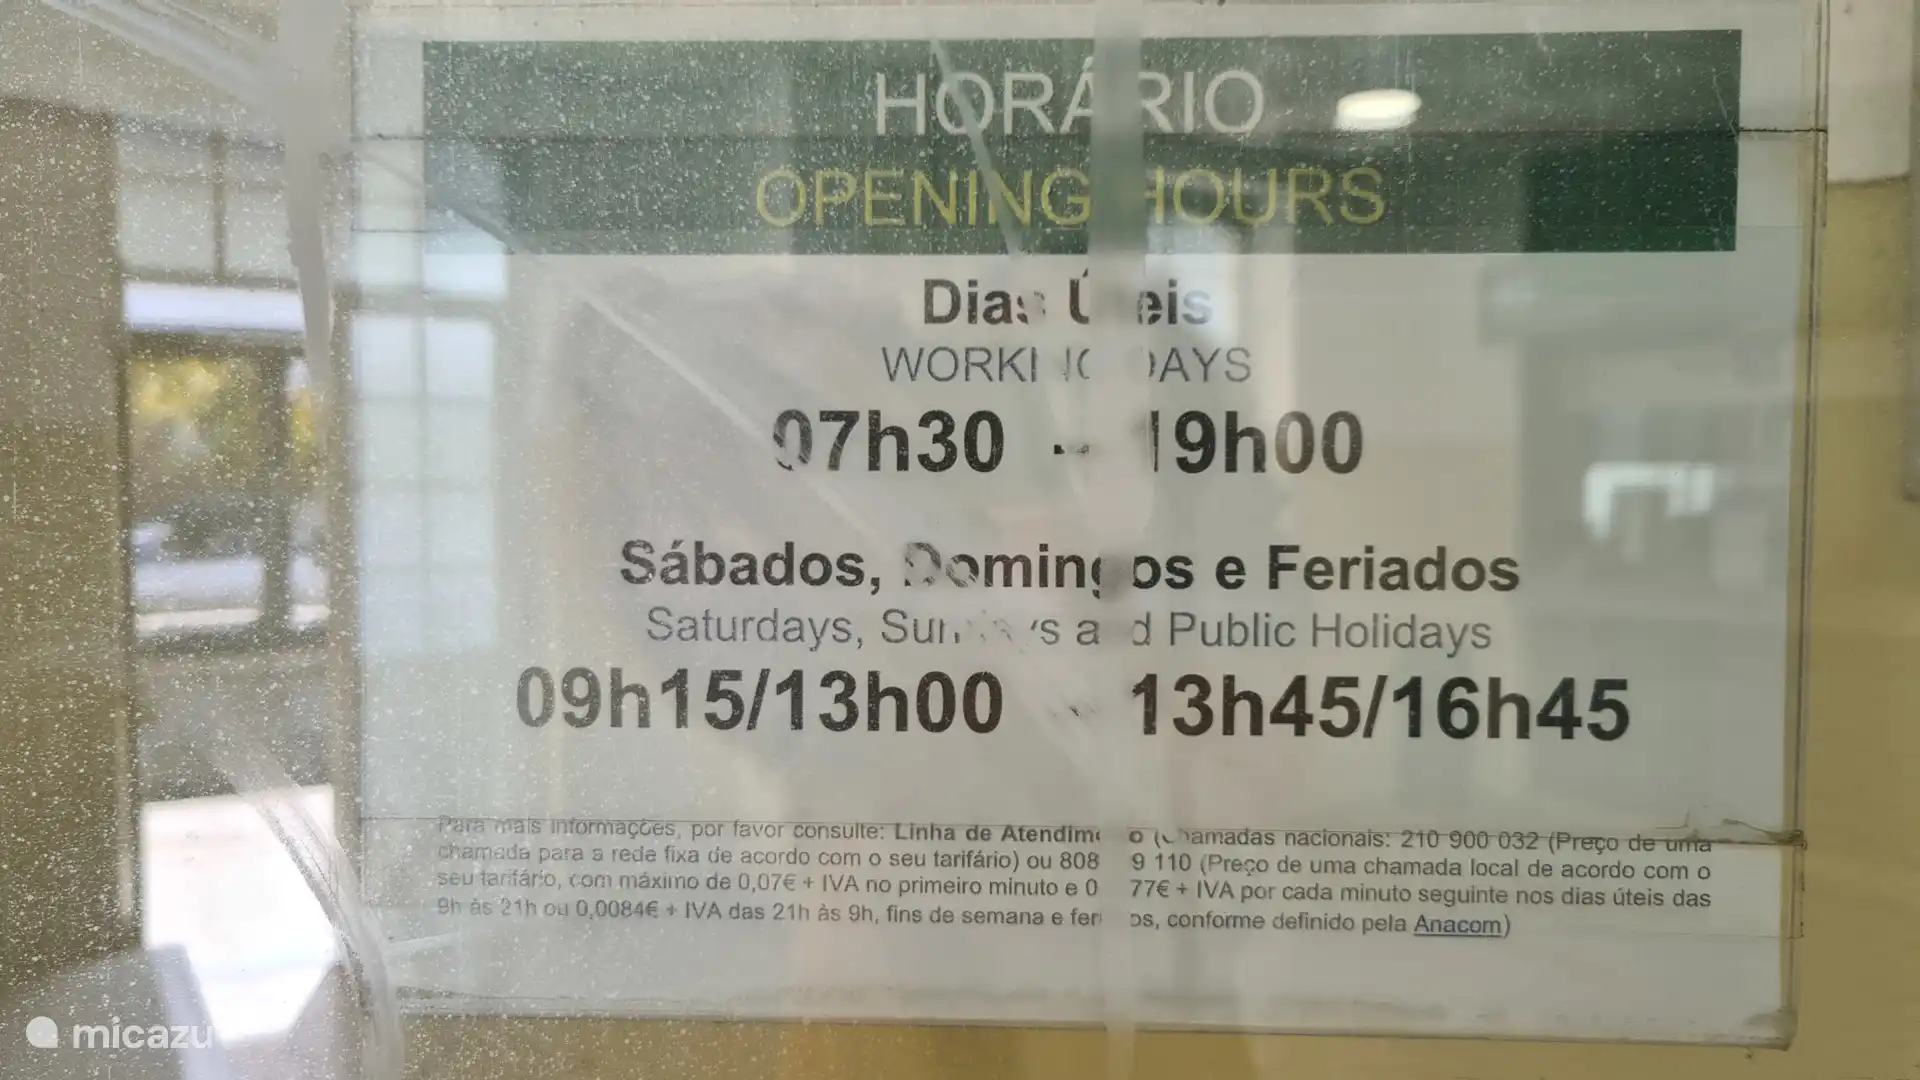 HORÁRIO
OPENING HOURS
Dias Úteis
WORKING DAYS
07h30 - 19h00
Sábados, Domingos e Feriados
Saturdays, Sundays and Public Holidays
09h15/13h00 - 13h45/16h45
Para mais informações, por favor consulte: Linha de Atendimento (chamadas nacionais: 210 900 032 (Preço de uma
chamada para a rede fixa de acordo com o seu tarifário) ou 808 9 110 (Preço de uma chamada local de acordo com o
seu tarifário, com máximo de 0,07€ + IVA no primeiro minuto e 0 77€ + IVA por cada minuto seguinte nos dias úteis das
9h às 21h ou 0,0084€ + IVA das 21h às 9h, fins de semana e feriados, conforme definido pela Anacom)
micazu